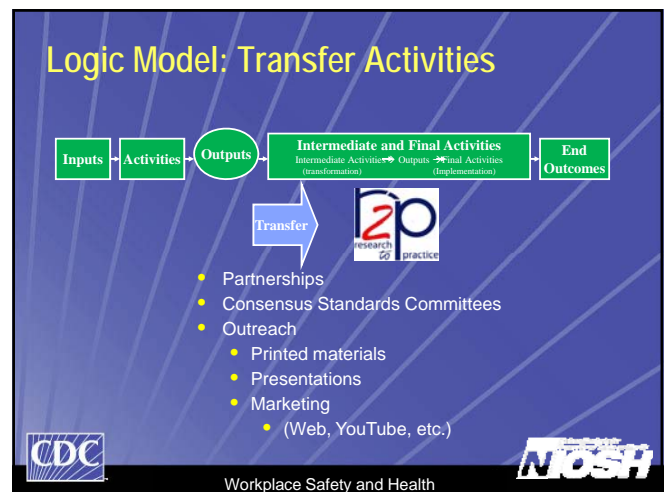 Logic Model: Transfer Activities
Inputs
Activities
Outputs
Intermediate and Final Activities
Intermediate Activities Outputs Final Activities
(transformation) (Implementation)
End
Outcomes
Transfer
r2p
research
to practice
Partnerships
Consensus Standards Committees
Outreach
Printed materials
Presentations
Marketing
(Web, YouTube, etc.)
CDC
Workplace Safety and Health
NIOSH